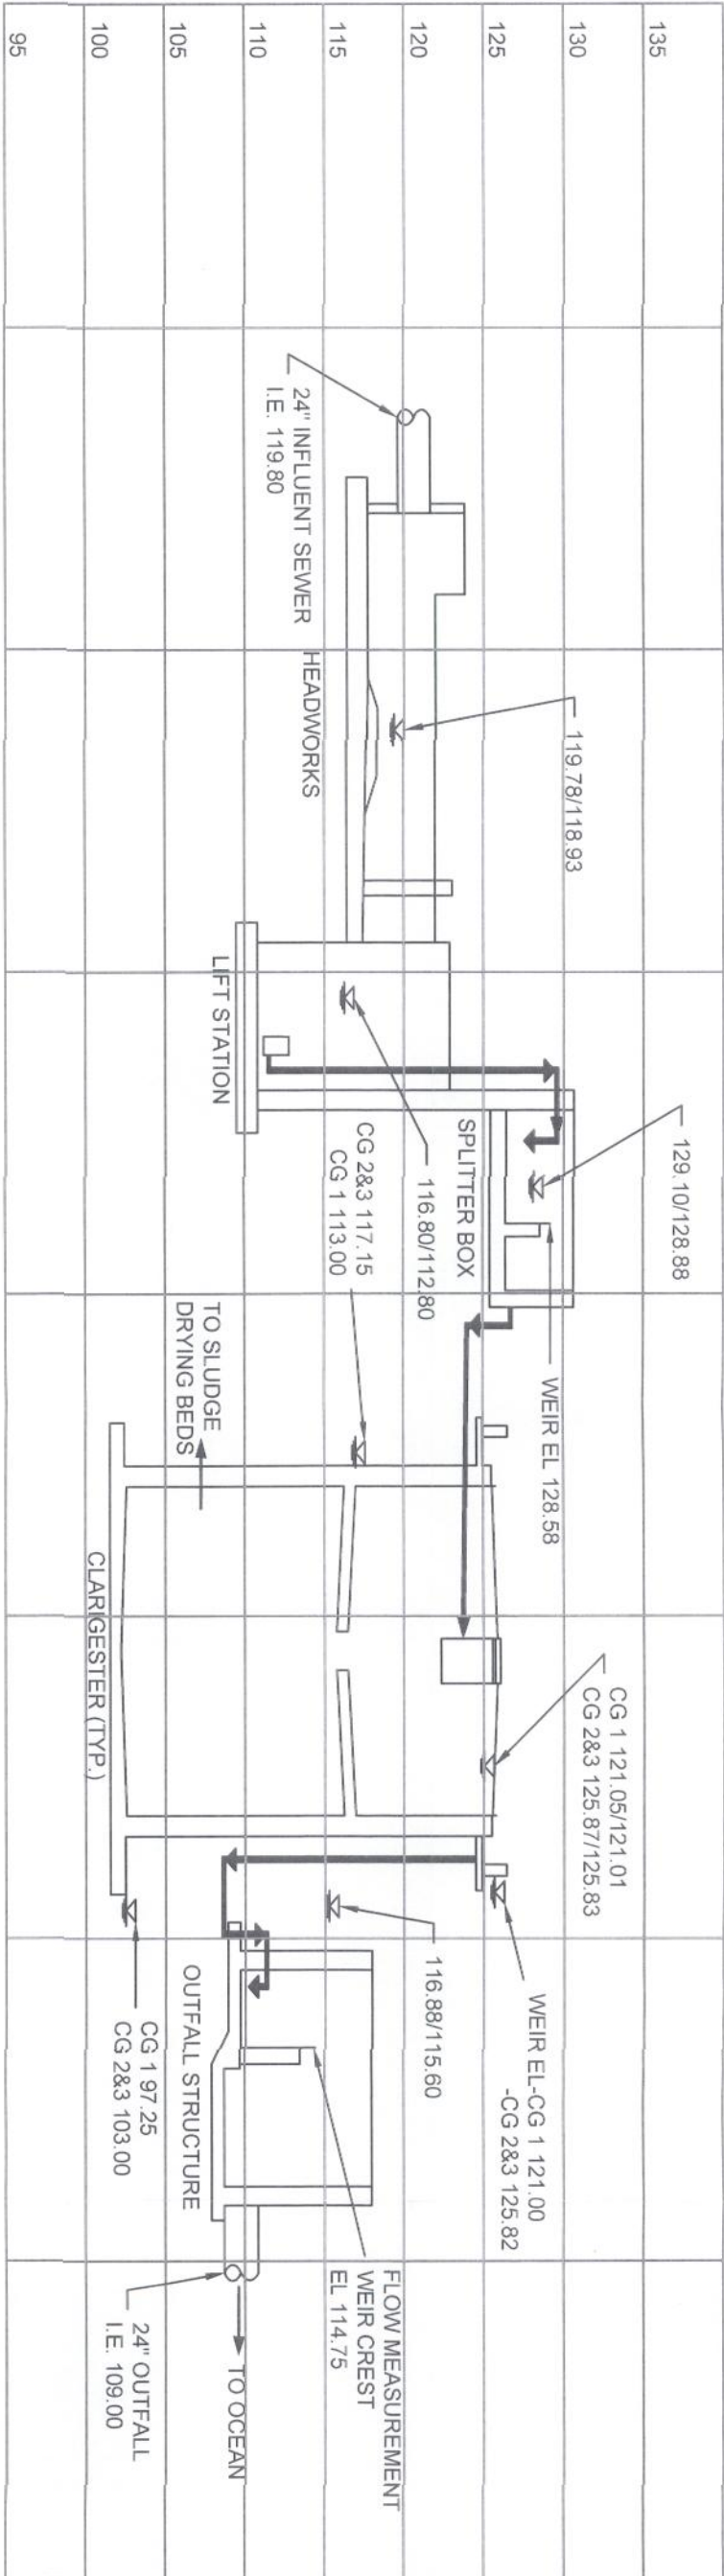 135
130
125
120
115
110
105
100
95
24" INFLUENT SEWER
I.E. 119.80
HEADWORKS
119.78/118.93
LIFT STATION
116.80/112.80
SPLITTER BOX
129.10/128.88
WEIR EL 128.58
CG 2&3 117.15
CG 1 113.00
TO SLUDGE
DRYING BEDS
CLARIGESTER (TYP.)
CG 1 121.05/121.01
CG 2&3 125.87/125.83
WEIR EL-CG 1 121.00
-CG 2&3 125.82
116.88/115.60
CG 1 97.25
CG 2&3 103.00
OUTFALL STRUCTURE
FLOW MEASUREMENT
WEIR CREST
EL 114.75
24" OUTFALL
I.E. 109.00
TO OCEAN